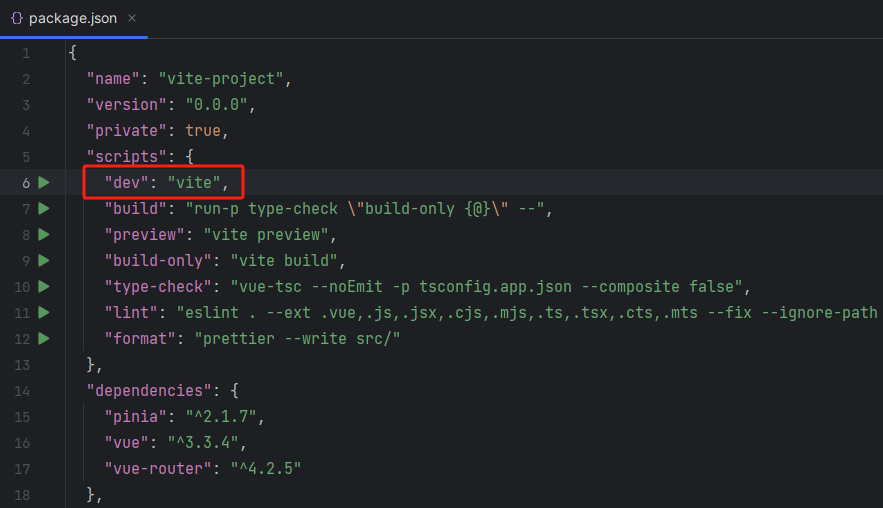 {} package.json ×
1 {
2 "name": "vite-project",
3 "version": "0.0.0",
4 "private": true,
5 "scripts": {
6 "dev": "vite",
7 "build": "run-p type-check \"build-only {@}\" --",
8 "preview": "vite preview",
9 "build-only": "vite build",
10 "type-check": "vue-tsc --noEmit -p tsconfig.app.json --composite false",
11 "lint": "eslint . --ext .vue,.js,.jsx,.cjs,.mjs,.ts,.tsx,.cts,.mts --fix --ignore-path
12 "format": "prettier --write src/"
13 },
14 "dependencies": {
15 "pinia": "^2.1.7",
16 "vue": "^3.3.4",
17 "vue-router": "^4.2.5"
18 },